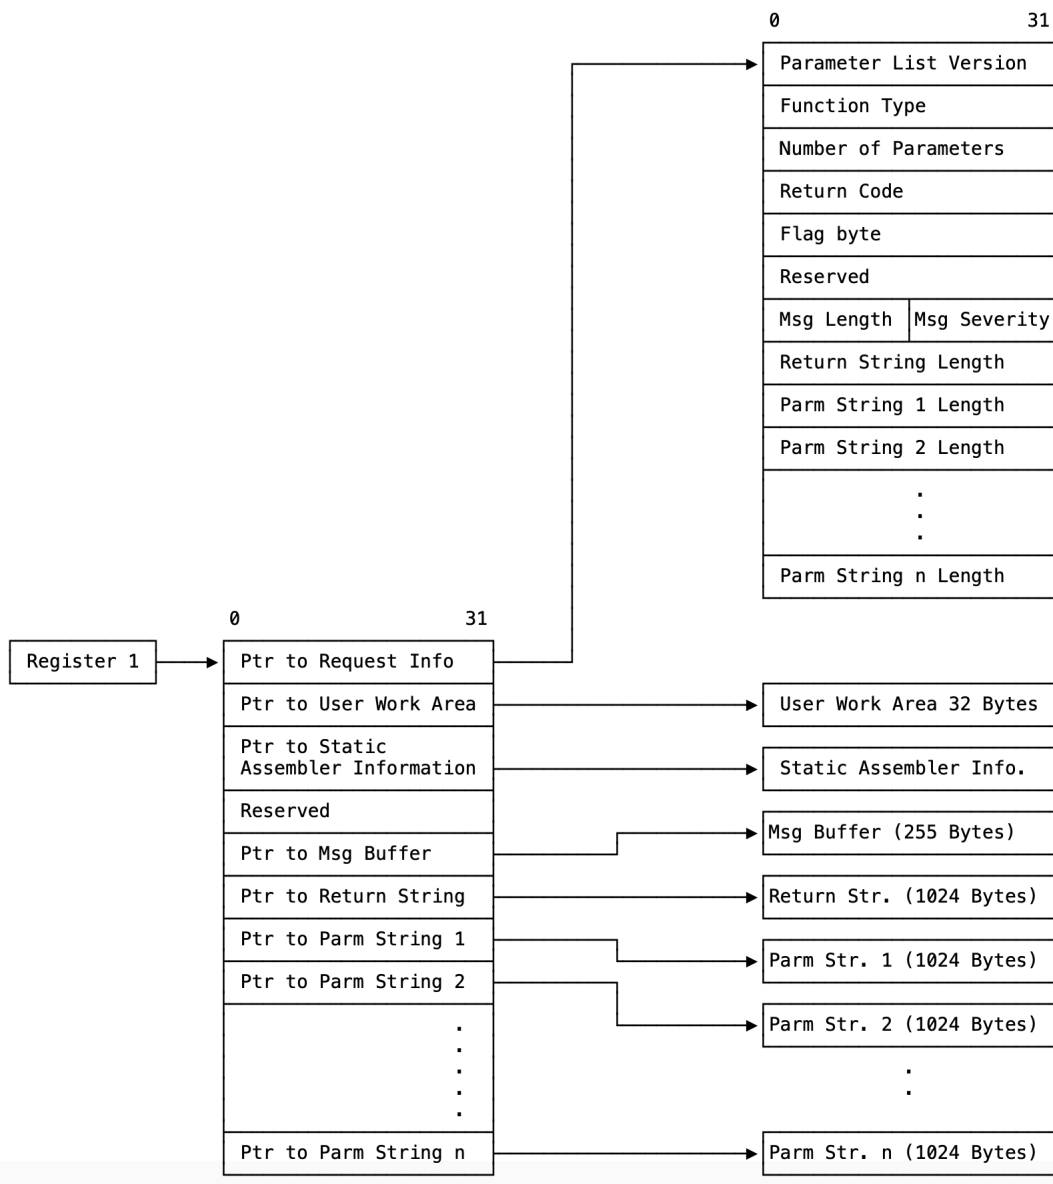 0 31
Parameter List Version
Function Type
Number of Parameters
Return Code
Flag byte
Reserved
Msg Length Msg Severity
Return String Length
Parm String 1 Length
Parm String 2 Length
.
.
.
Parm String n Length
0 31
Register 1
Ptr to Request Info
Ptr to User Work Area
User Work Area 32 Bytes
Ptr to Static
Assembler Information
Static Assembler Info.
Reserved
Ptr to Msg Buffer
Msg Buffer (255 Bytes)
Ptr to Return String
Return Str. (1024 Bytes)
Ptr to Parm String 1
Parm Str. 1 (1024 Bytes)
Ptr to Parm String 2
Parm Str. 2 (1024 Bytes)
.
.
.
.
.
.
.
Ptr to Parm String n
Parm Str. n (1024 Bytes)